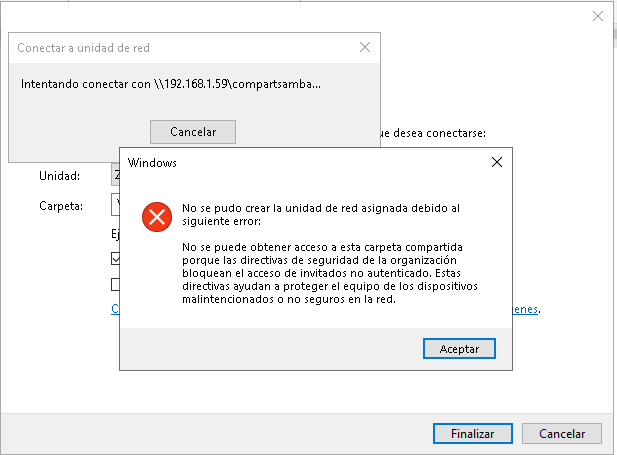 Conectar a unidad de red
Intentando conectar con \\192.168.1.59\compartsamba...
Cancelar
que desea conectarse:
Windows
Unidad:
Z
Carpeta:
No se pudo crear la unidad de red asignada debido al
siguiente error:
No se puede obtener acceso a esta carpeta compartida
porque las directivas de seguridad de la organización
bloquean el acceso de invitados no autenticado. Estas
directivas ayudan a proteger el equipo de los dispositivos
malintencionados o no seguros en la red.
Aceptar
Finalizar
Cancelar